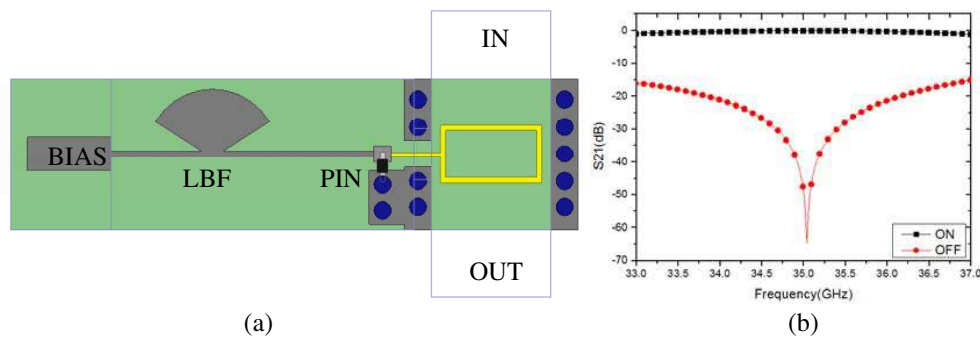 IN
BIAS
LBF
PIN
OUT
(a)
S21(dB)
0
-10
-20
-30
-40
-50
-60
-70
ON
OFF
33.0 33.5 34.0 34.5 35.0 35.5 36.0 36.5 37.0
Frequency(GHz)
(b)